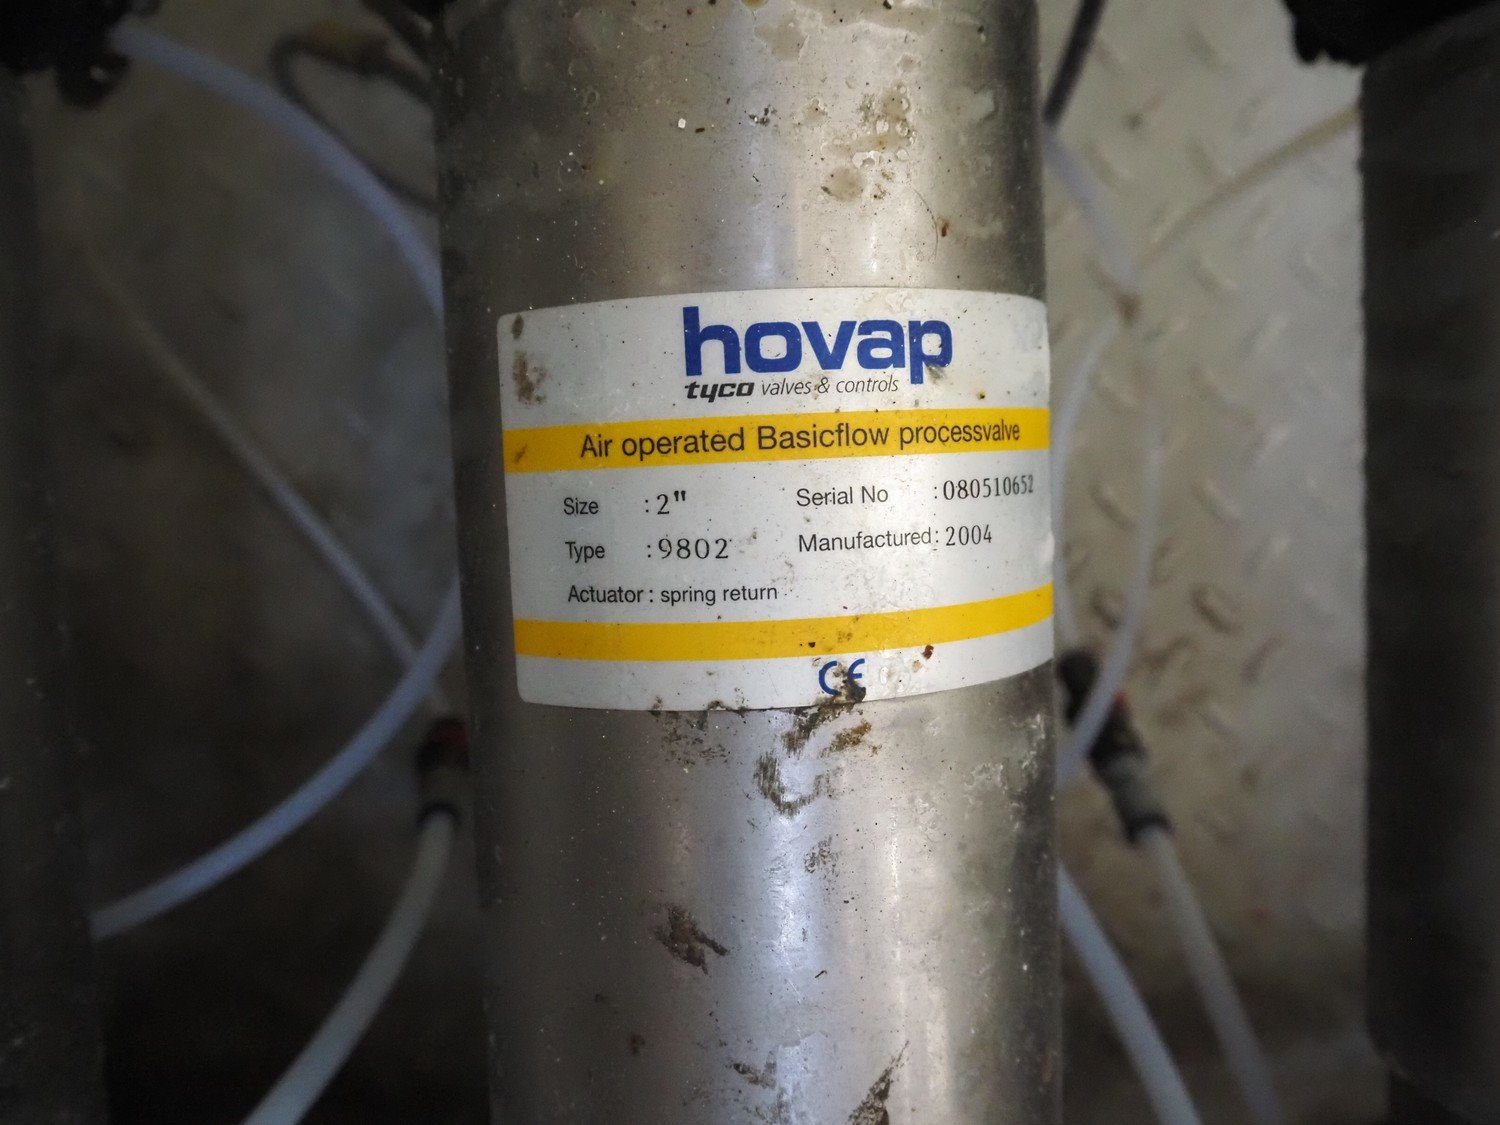 hovap
tyco valves & controls
Air operated Basicflow processvalve
Size : 2" Serial No : 080510652
Type : 9802 Manufactured : 2004
Actuator : spring return
CE